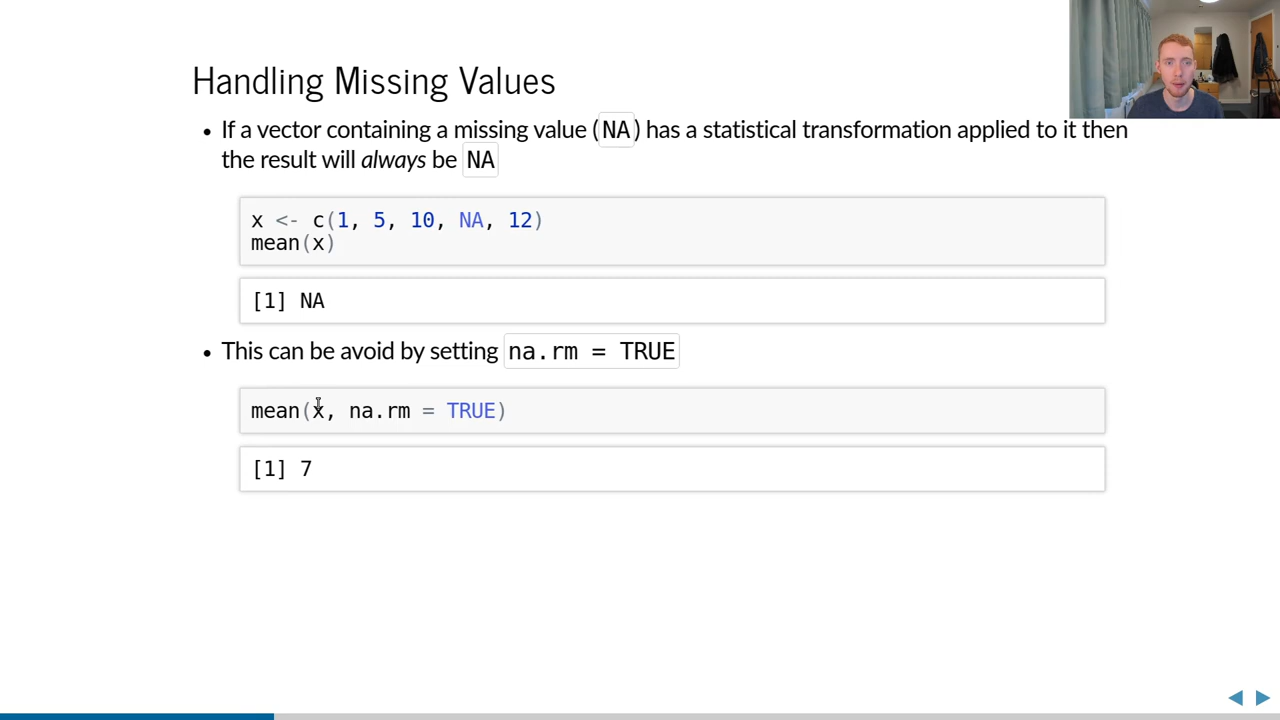 Handling Missing Values
• If a vector containing a missing value (NA) has a statistical transformation applied to it then
the result will always be NA
x <- c(1, 5, 10, NA, 12)
mean(x)
[1] NA
• This can be avoid by setting na.rm = TRUE
mean(x, na.rm = TRUE)
[1] 7